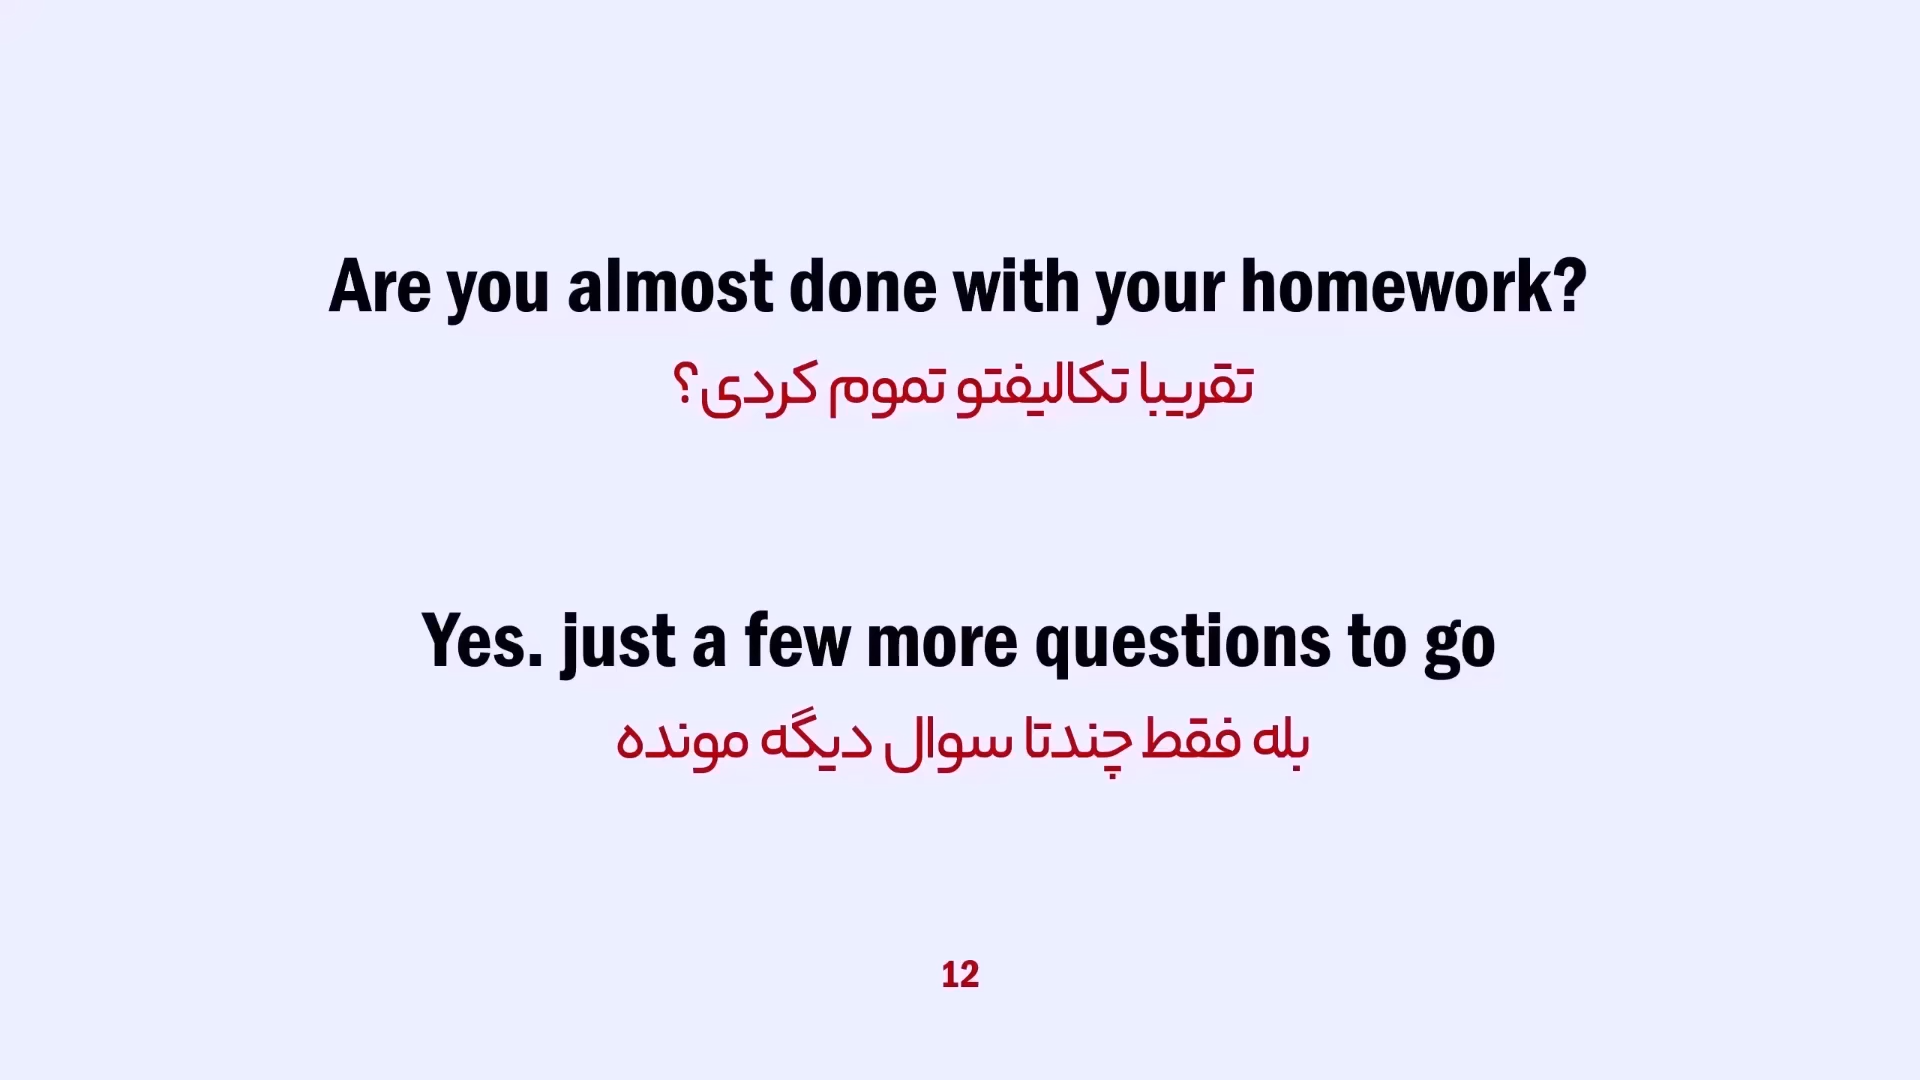 Are you almost done with your homework?
تقریبا تکالیفتو تموم کردی؟
Yes. just a few more questions to go
بله فقط چندتا سوال دیگه مونده
12